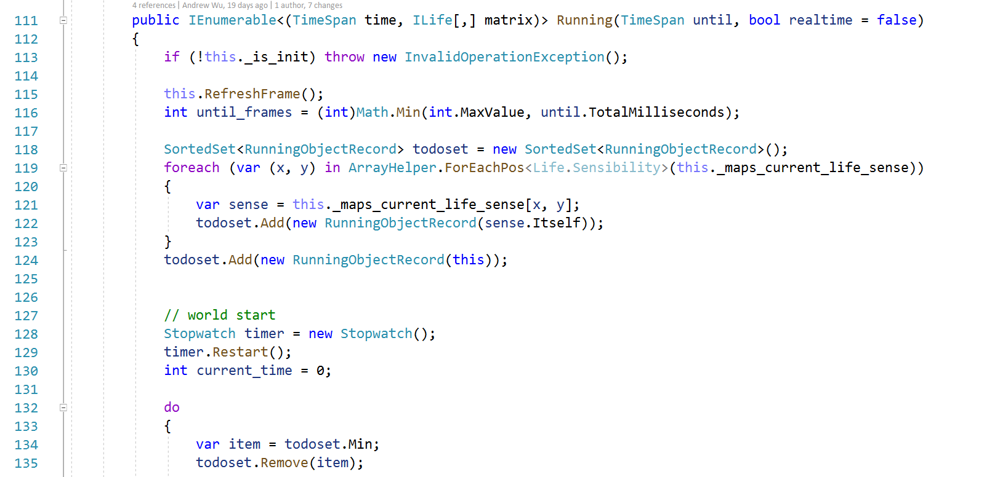 4 references | Andrew Wu, 19 days ago | 1 author, 7 changes
111 public IEnumerable<(TimeSpan time, ILife[,] matrix)> Running(TimeSpan until, bool realtime = false)
112 {
113 if (!this._is_init) throw new InvalidOperationException();
114
115 this.RefreshFrame();
116 int until_frames = (int)Math.Min(int.MaxValue, until.TotalMilliseconds);
117
118 SortedSet<RunningObjectRecord> todoset = new SortedSet<RunningObjectRecord>();
119 foreach (var (x, y) in ArrayHelper.ForEachPos<Life.Sensibility>(this._maps_current_life_sense))
120 {
121 var sense = this._maps_current_life_sense[x, y];
122 todoset.Add(new RunningObjectRecord(sense.Itself));
123 }
124 todoset.Add(new RunningObjectRecord(this));
125
126
127 // world start
128 Stopwatch timer = new Stopwatch();
129 timer.Restart();
130 int current_time = 0;
131
132 do
133 {
134 var item = todoset.Min;
135 todoset.Remove(item);